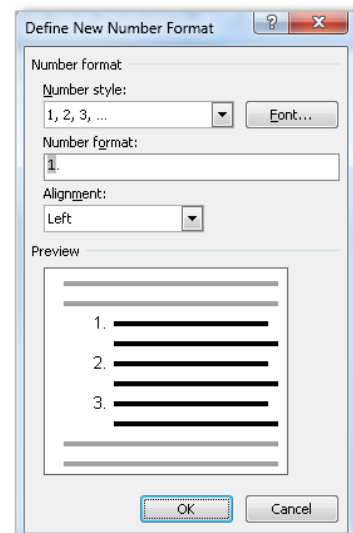 Define New Number Format
Number format
Number style:
1, 2, 3, ...
Font...
Number format:
1.
Alignment:
Left
Preview
1.
2.
3.
OK
Cancel